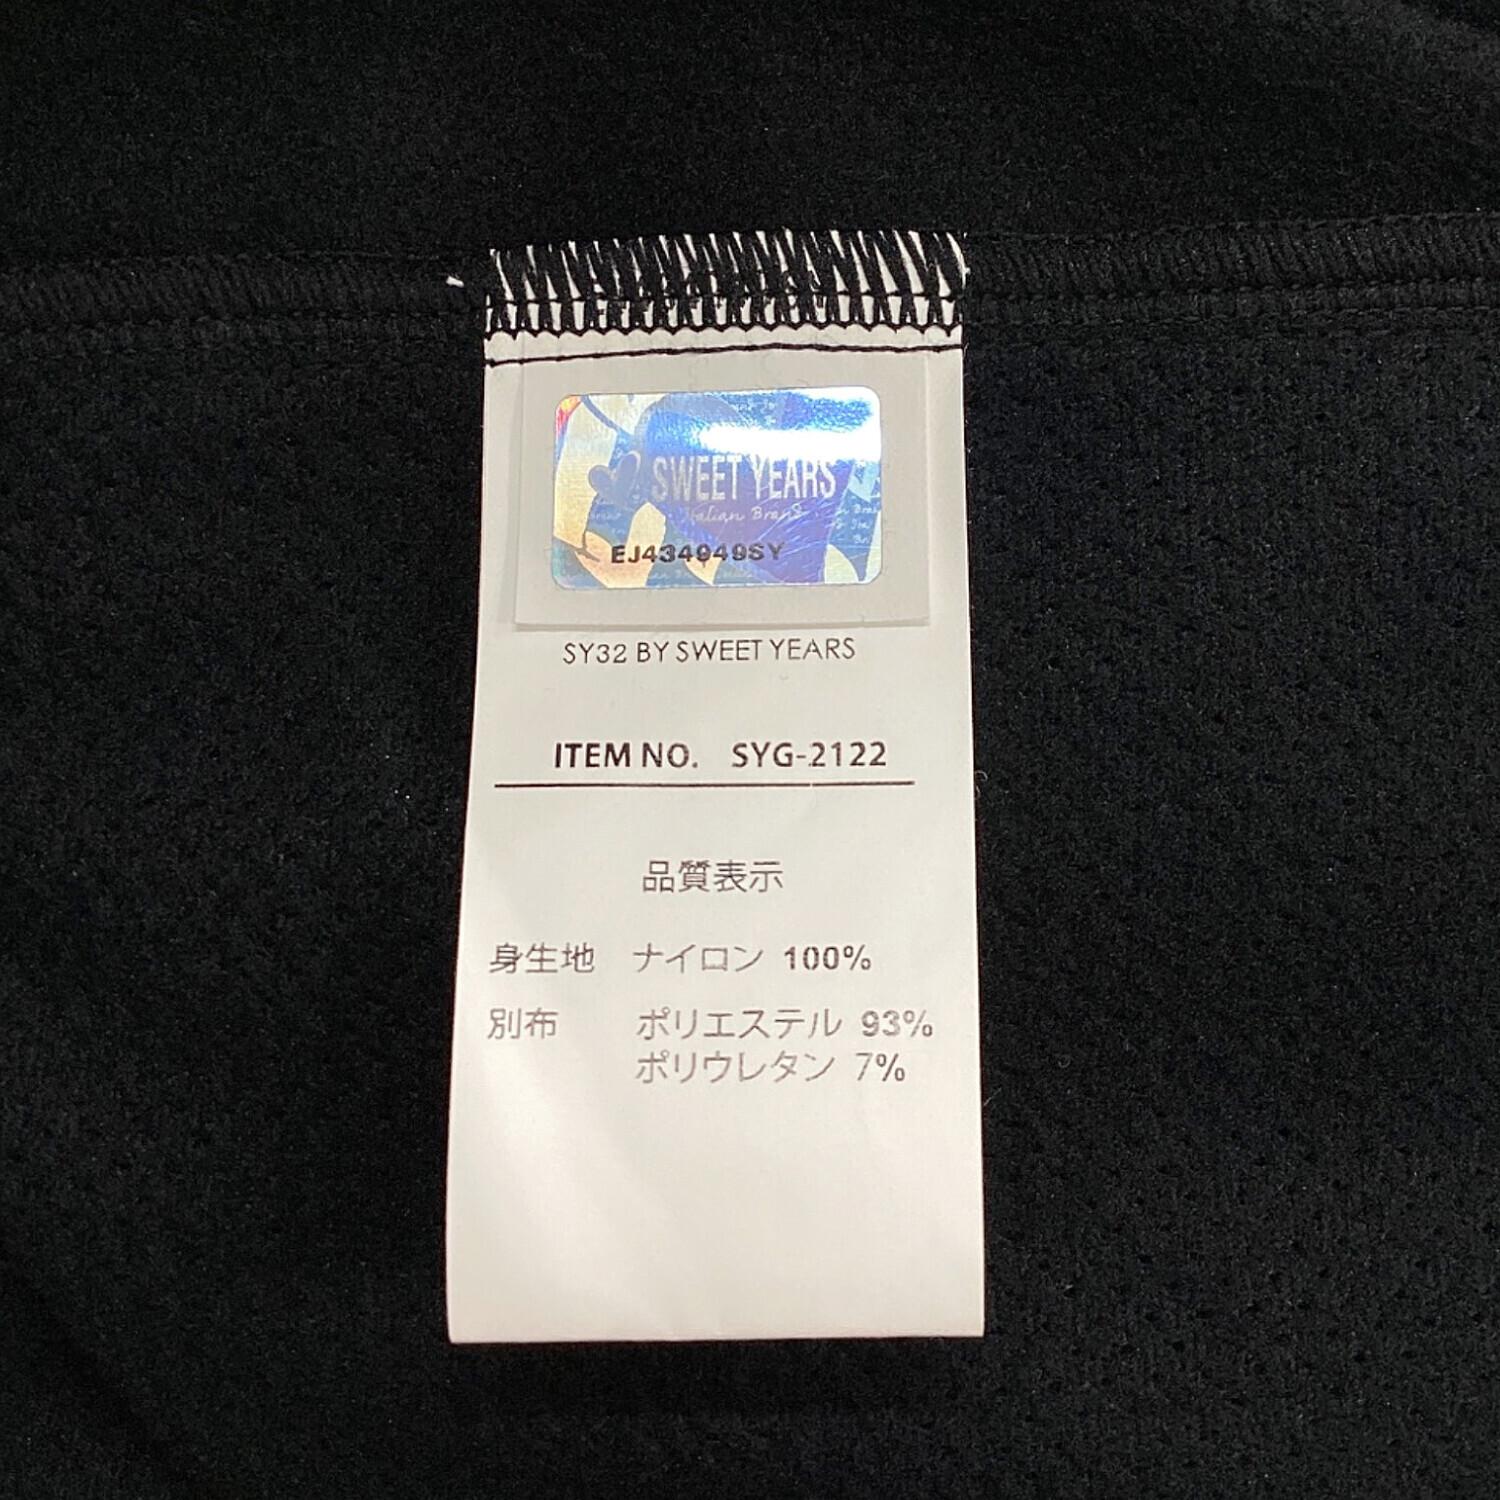 SWEET YEARS
Italian Brand
EJ434949SY
SY32 BY SWEET YEARS
ITEM NO. SYG-2122
品質表示
身生地 ナイロン 100%
別布 ポリエステル 93%
ポリウレタン 7%